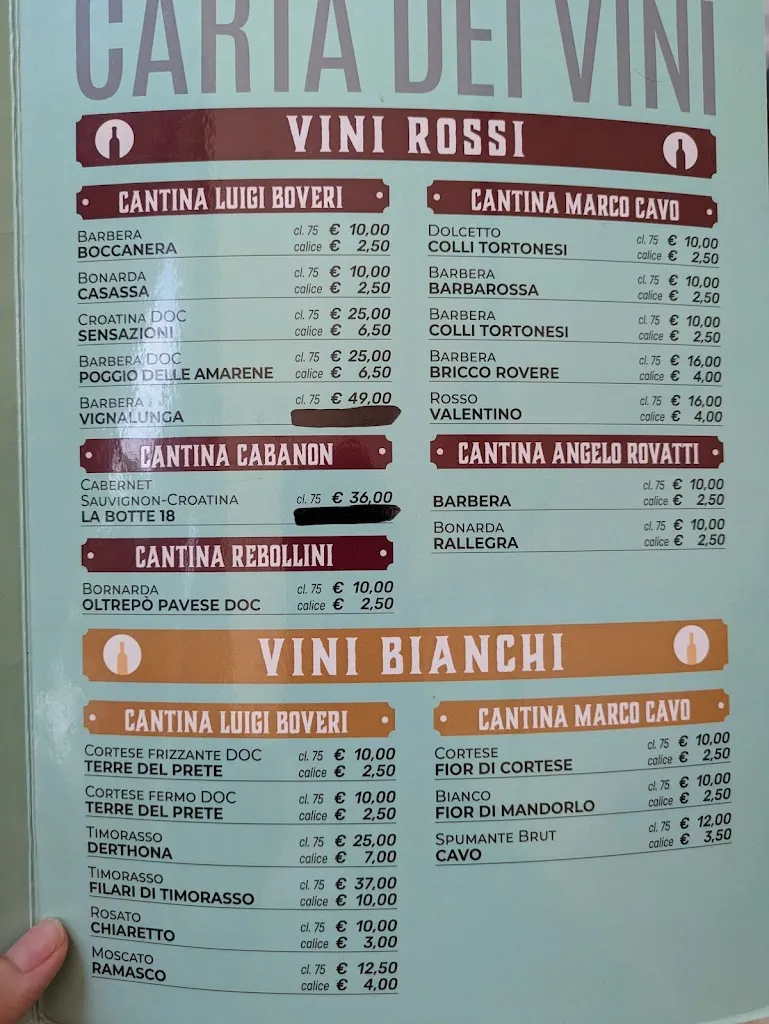 CARTA DEI VINI
VINI ROSSI
CANTINA LUIGI BOVERI
BARBERA cl. 75 € 10,00
BOCCANERA calice € 2,50
BONARDA cl. 75 € 10,00
CASASSA calice € 2,50
CROATINA DOC cl. 75 € 25,00
SENSAZIONI calice € 6,50
BARBERA DOC cl. 75 € 25,00
POGGIO DELLE AMARENE calice € 6,50
BARBERA cl. 75 € 49,00
VIGNALUNGA
CANTINA CABANON
CABERNET
SAUVIGNON-CROATINA cl. 75 € 36,00
LA BOTTE 18
CANTINA REBOLLINI
BORNARDA cl. 75 € 10,00
OLTREPÒ PAVESE DOC calice € 2,50
CANTINA MARCO CAVO
DOLCETTO cl. 75 € 10,00
COLLI TORTONESI calice € 2,50
BARBERA cl. 75 € 10,00
BARBAROSSA calice € 2,50
BARBERA cl. 75 € 10,00
COLLI TORTONESI calice € 2,50
BARBERA cl. 75 € 16,00
BRICCO ROVERE calice € 4,00
ROSSO cl. 75 € 16,00
VALENTINO calice € 4,00
CANTINA ANGELO ROVATTI
cl. 75 € 10,00
BARBERA calice € 2,50
BONARDA cl. 75 € 10,00
RALLEGRA calice € 2,50
VINI BIANCHI
CANTINA LUIGI BOVERI
CORTESE FRIZZANTE DOC cl. 75 € 10,00
TERRE DEL PRETE calice € 2,50
CORTESE FERMO DOC cl. 75 € 10,00
TERRE DEL PRETE calice € 2,50
TIMORASSO cl. 75 € 25,00
DERTHONA calice € 7,00
TIMORASSO cl. 75 € 37,00
FILARI DI TIMORASSO calice € 10,00
ROSATO cl. 75 € 10,00
CHIARETTO calice € 3,00
MOSCATO cl. 75 € 12,50
RAMASCO calice € 4,00
CANTINA MARCO CAVO
CORTESE cl. 75 € 10,00
FIOR DI CORTESE calice € 2,50
BIANCO cl. 75 € 10,00
FIOR DI MANDORLO calice € 2,50
SPUMANTE BRUT cl. 75 € 12,00
CAVO calice € 3,50